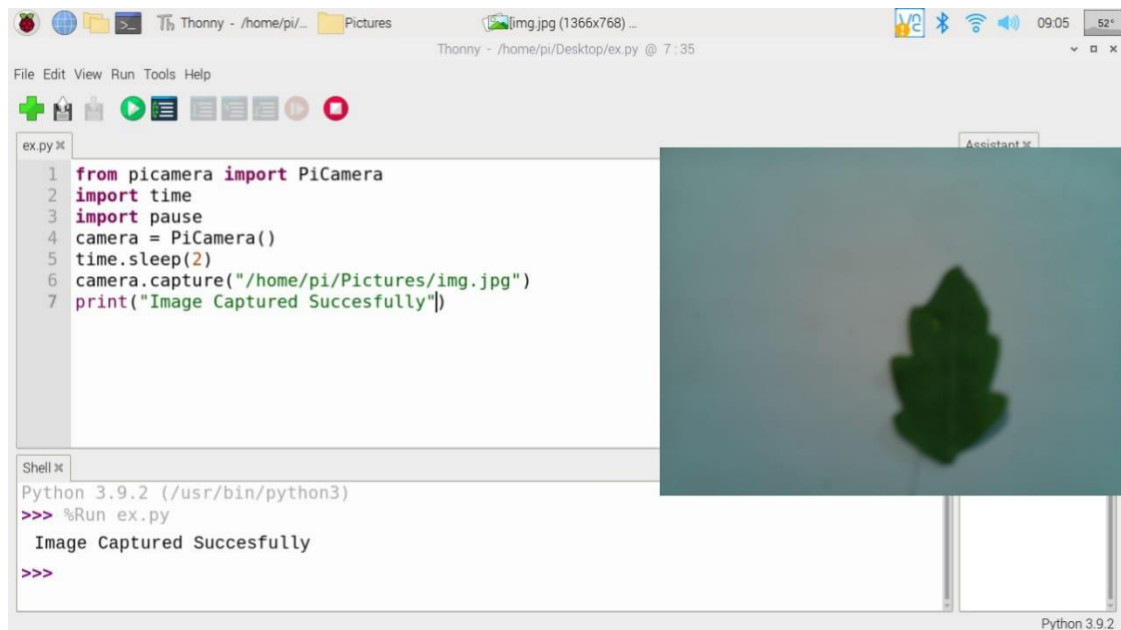 Thonny - /home/pi/...
Pictures
[img.jpg (1366x768) ...
09:05
52°
Thonny - /home/pi/Desktop/ex.py @ 7 : 35
File Edit View Run Tools Help
ex.py
Assistant
1 from picamera import PiCamera
2 import time
3 import pause
4 camera = PiCamera()
5 time.sleep(2)
6 camera.capture("/home/pi/Pictures/img.jpg")
7 print("Image Captured Succesfully")
Shell
Python 3.9.2 (/usr/bin/python3)
>>> %Run ex.py
Image Captured Succesfully
>>>
Python 3.9.2